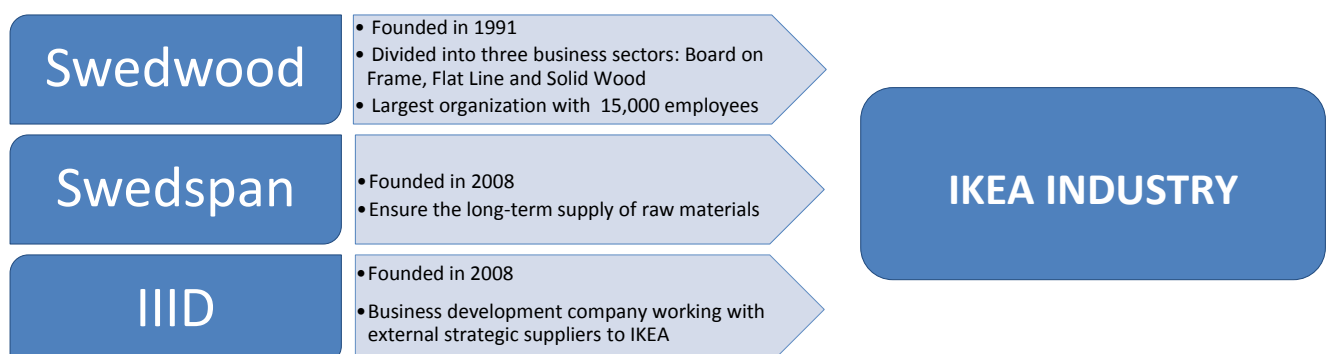 Swedwood
• Founded in 1991
• Divided into three business sectors: Board on
Frame, Flat Line and Solid Wood
• Largest organization with 15,000 employees
Swedspan
•Founded in 2008
•Ensure the long-term supply of raw materials
IIID
•Founded in 2008
•Business development company working with
external strategic suppliers to IKEA
IKEA INDUSTRY